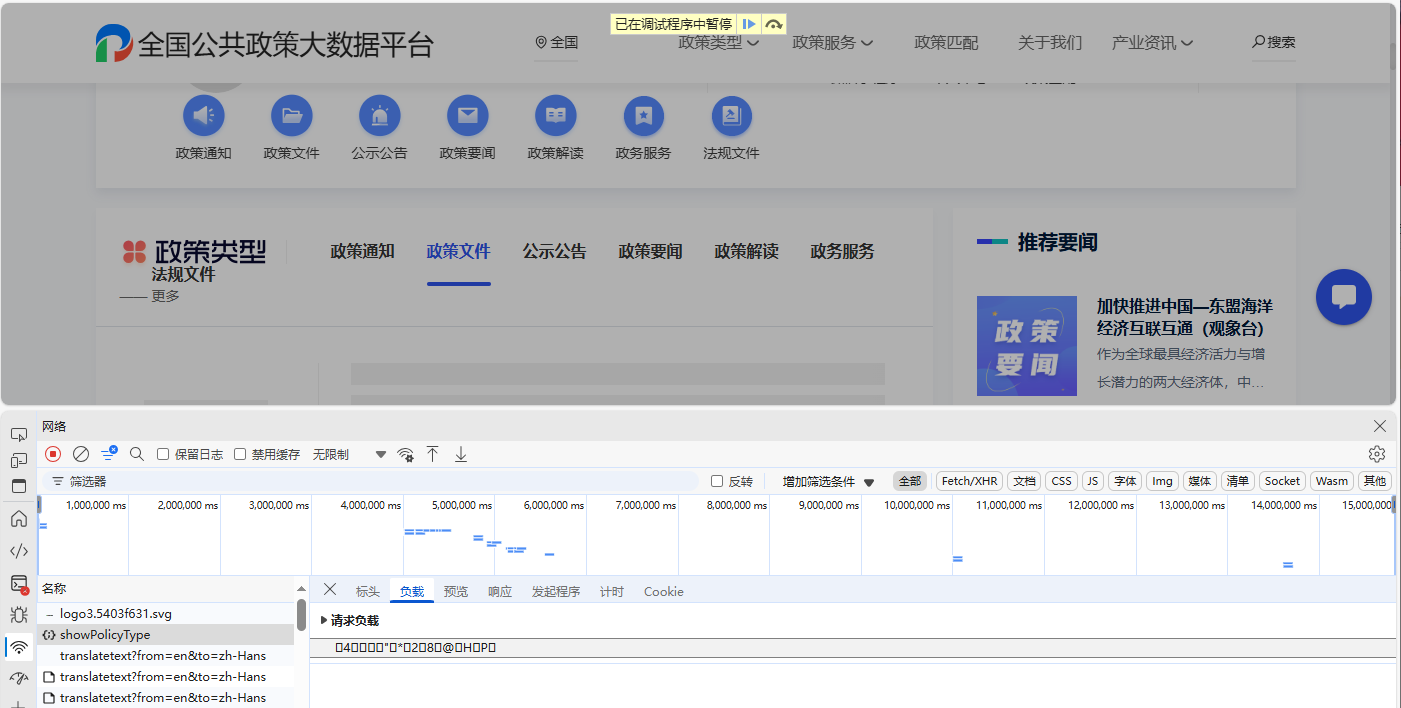 已在调试程序中暂停
全国公共政策大数据平台
全国
政策类型
政策服务
政策匹配
关于我们
产业资讯
搜索
政策通知
政策文件
公示公告
政策要闻
政策解读
政务服务
法规文件
政策类型
政策通知
政策文件
公示公告
政策要闻
政策解读
政务服务
法规文件
—— 更多
推荐要闻
政策
要闻
加快推进中国—东盟海洋
经济互联互通（观象台）
作为全球最具经济活力与增
长潜力的两大经济体，中...
网络
保留日志
禁用缓存
无限制
筛选器
反转
增加筛选条件
全部
Fetch/XHR
文档
CSS
JS
字体
Img
媒体
清单
Socket
Wasm
其他
1,000,000 ms
2,000,000 ms
3,000,000 ms
4,000,000 ms
5,000,000 ms
6,000,000 ms
7,000,000 ms
8,000,000 ms
9,000,000 ms
10,000,000 ms
11,000,000 ms
12,000,000 ms
13,000,000 ms
14,000,000 ms
15,000,000
名称
标头
负载
预览
响应
发起程序
计时
Cookie
logo3.5403f631.svg
showPolicyType
translatetext?from=en&to=zh-Hans
translatetext?from=en&to=zh-Hans
translatetext?from=en&to=zh-Hans
请求负载
▯4▯▯▯▯"▯*▯2▯8▯@▯H▯P▯